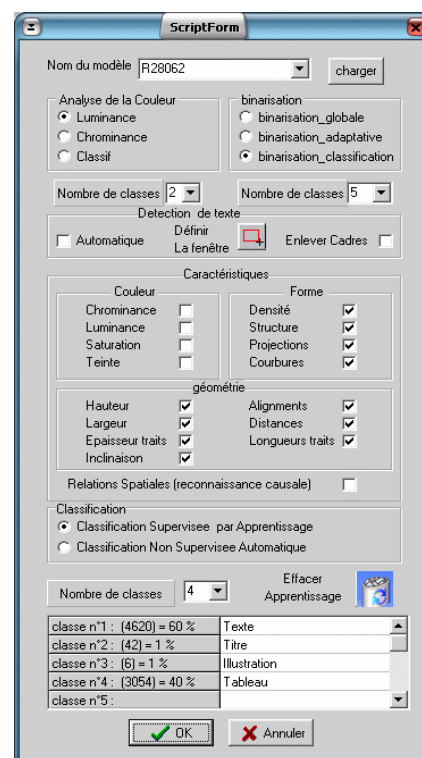 ScriptForm
Nom du modèle R28062 charger
Analyse de la Couleur
Luminance
Chrominance
Classif
binarisation
binarisation_globale
binarisation_adaptative
binarisation_classification
Nombre de classes 2
Nombre de classes 5
Detection de texte
Automatique
Définir
La fenêtre
Enlever Cadres
Caractéristiques
Couleur
Chrominance
Luminance
Saturation
Teinte
Forme
Densité
Structure
Projections
Courbures
géométrie
Hauteur
Largeur
Epaisseur traits
Inclinaison
Alignments
Distances
Longueurs traits
Relations Spatiales (reconnaissance causale)
Classification
Classification Supervisee par Apprentissage
Classification Non Supervisee Automatique
Nombre de classes 4
Effacer
Apprentissage
classe n°1 : (4620) = 60 % Texte
classe n°2 : (42) = 1 % Titre
classe n°3 : (6) = 1 % Illustration
classe n°4 : (3054) = 40 % Tableau
classe n°5 :
OK Annuler